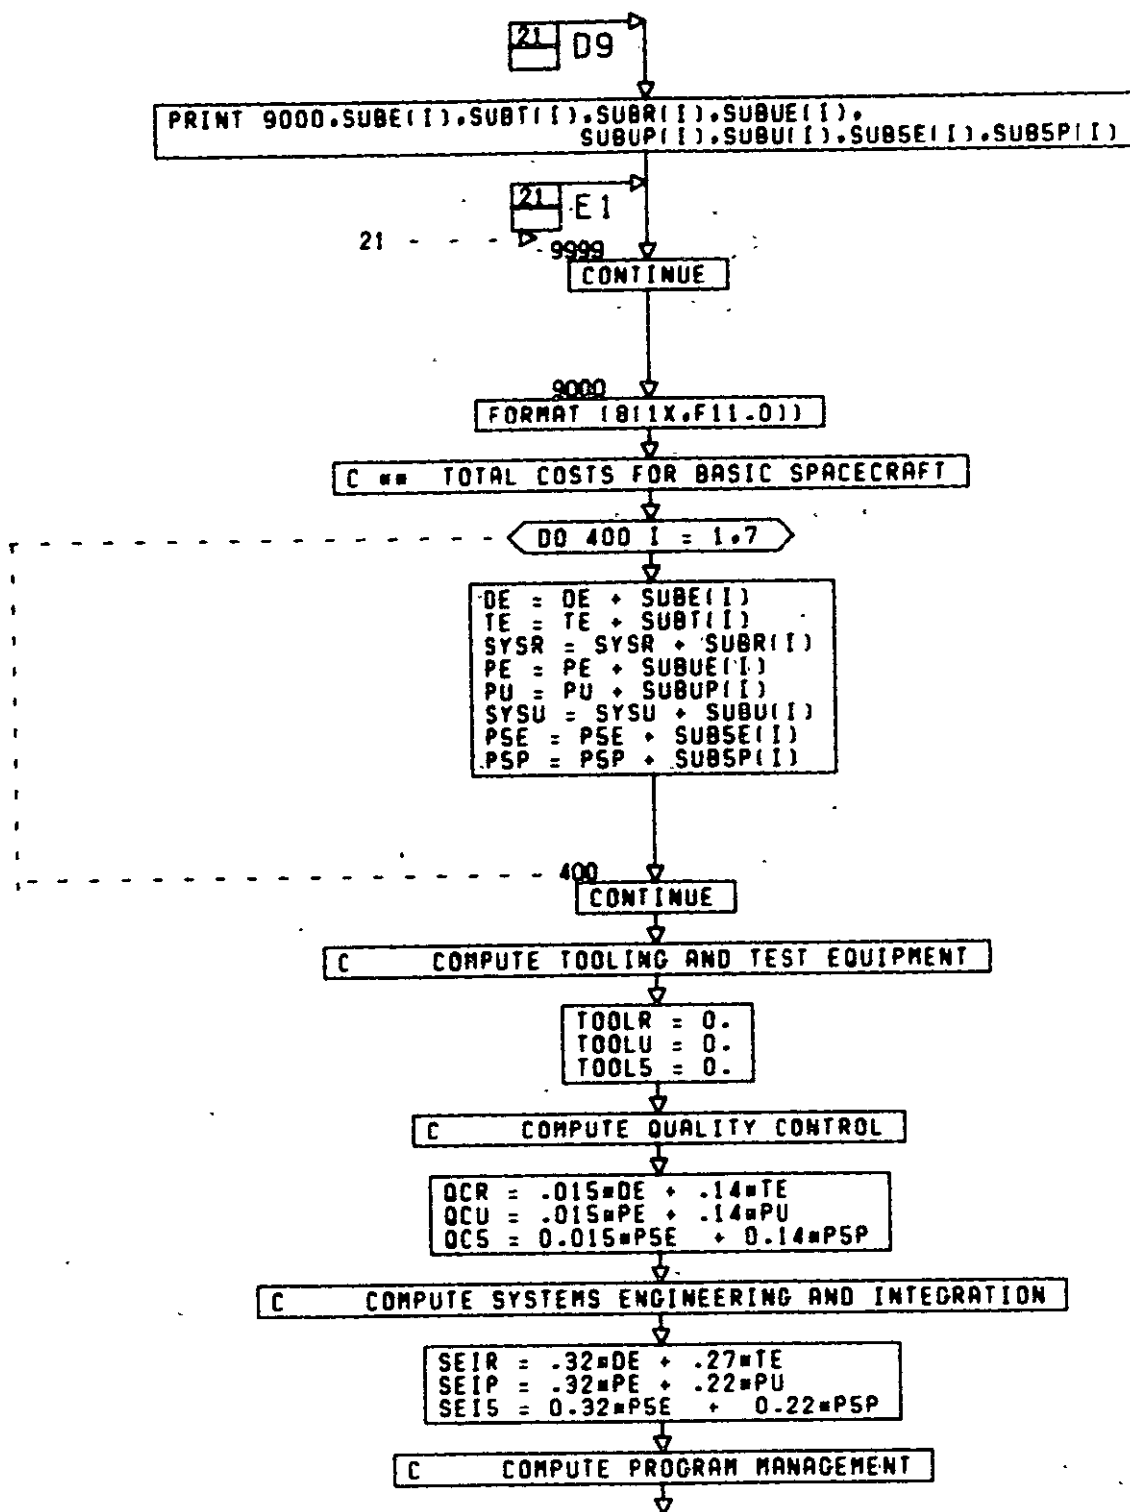 21 D9
PRINT 9000,SUBE(I),SUBT(I),SUBR(I),SUBUE(I),
SUBUP(I),SUBU(I),SUB5E(I),SUB5P(I)
21 E1
21
9999
CONTINUE
9000
FORMAT (8(1X,F11.0))
C ** TOTAL COSTS FOR BASIC SPACECRAFT
DO 400 I = 1,7
DE = DE + SUBE(I)
TE = TE + SUBT(I)
SYSR = SYSR + SUBR(I)
PE = PE + SUBUE(I)
PU = PU + SUBUP(I)
SYSU = SYSU + SUBU(I)
P5E = P5E + SUB5E(I)
P5P = P5P + SUB5P(I)
400
CONTINUE
C COMPUTE TOOLING AND TEST EQUIPMENT
TOOLR = 0.
TOOLU = 0.
TOOL5 = 0.
C COMPUTE QUALITY CONTROL
QCR = .015*DE + .14*TE
QCU = .015*PE + .14*PU
QC5 = 0.015*P5E + 0.14*P5P
C COMPUTE SYSTEMS ENGINEERING AND INTEGRATION
SEIR = .32*DE + .27*TE
SEIP = .32*PE + .22*PU
SEI5 = 0.32*P5E + 0.22*P5P
C COMPUTE PROGRAM MANAGEMENT